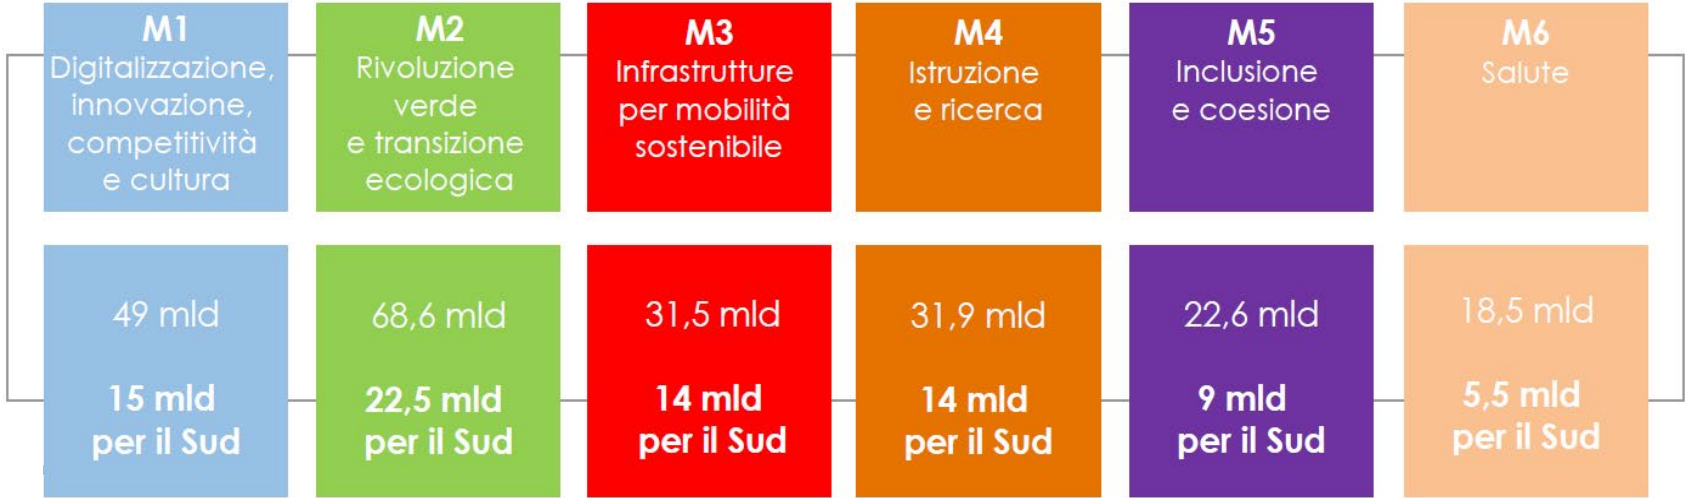 M1
Digitalizzazione,
innovazione,
competitività
e cultura
M2
Rivoluzione
verde
e transizione
ecologica
M3
Infrastrutture
per mobilità
sostenibile
M4
Istruzione
e ricerca
M5
Inclusione
e coesione
M6
Salute
49 mld
15 mld
per il Sud
68,6 mld
22,5 mld
per il Sud
31,5 mld
14 mld
per il Sud
31,9 mld
14 mld
per il Sud
22,6 mld
9 mld
per il Sud
18,5 mld
5,5 mld
per il Sud